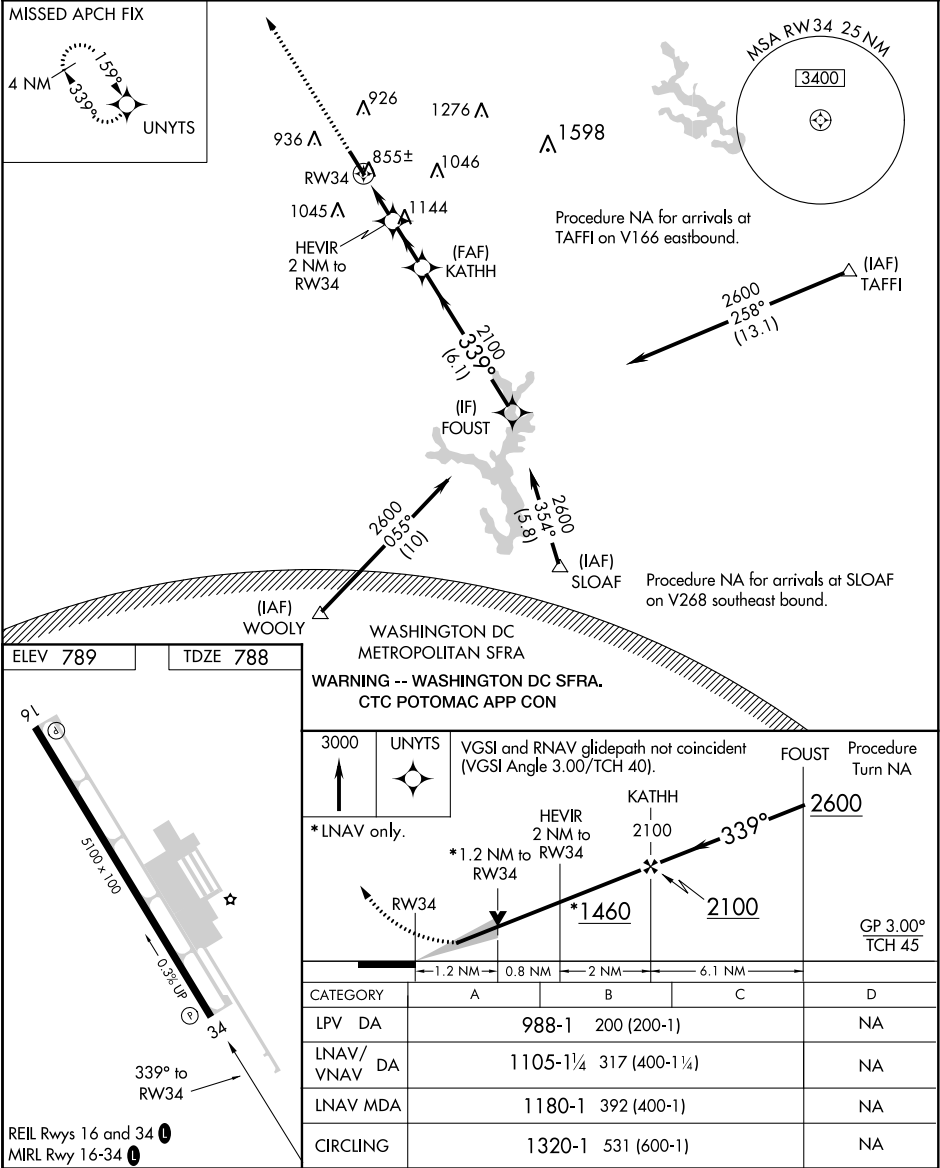 MISSED APCH FIX
4 NM
159°
339°
UNYTS
926
1276
936
1598
855±
1046
RW34
1045
1144
HEVIR
2 NM to
RW34
(FAF)
KATHH
MSA RW34 25 NM
3400
Procedure NA for arrivals at
TAFFI on V166 eastbound.
(IAF)
TAFFI
2600
258°
(13.1)
2100
339°
(6.1)
(IF)
FOUST
2600
055°
(10)
2600
354°
(5.8)
(IAF)
SLOAF
Procedure NA for arrivals at SLOAF
on V268 southeast bound.
(IAF)
WOOLY
WASHINGTON DC
METROPOLITAN SFRA
WARNING -- WASHINGTON DC SFRA.
CTC POTOMAC APP CON
ELEV 789
TDZE 788
16
P
5100 x 100
0.3% UP
P
34
339° to
RW34
REIL Rwys 16 and 34 L
MIRL Rwy 16-34 L
3000
UNYTS
VGSI and RNAV glidepath not coincident
(VGSI Angle 3.00/TCH 40).
FOUST
Procedure
Turn NA
*LNAV only.
KATHH
2100
HEVIR
2 NM to
RW34
*1.2 NM to
RW34
RW34
339°
2600
*1460
2100
GP 3.00°
TCH 45
1.2 NM 0.8 NM 2 NM 6.1 NM
CATEGORY A B C D
LPV DA 988-1 200 (200-1) NA
LNAV/ VNAV DA 1105-1¼ 317 (400-1¼) NA
LNAV MDA 1180-1 392 (400-1) NA
CIRCLING 1320-1 531 (600-1) NA